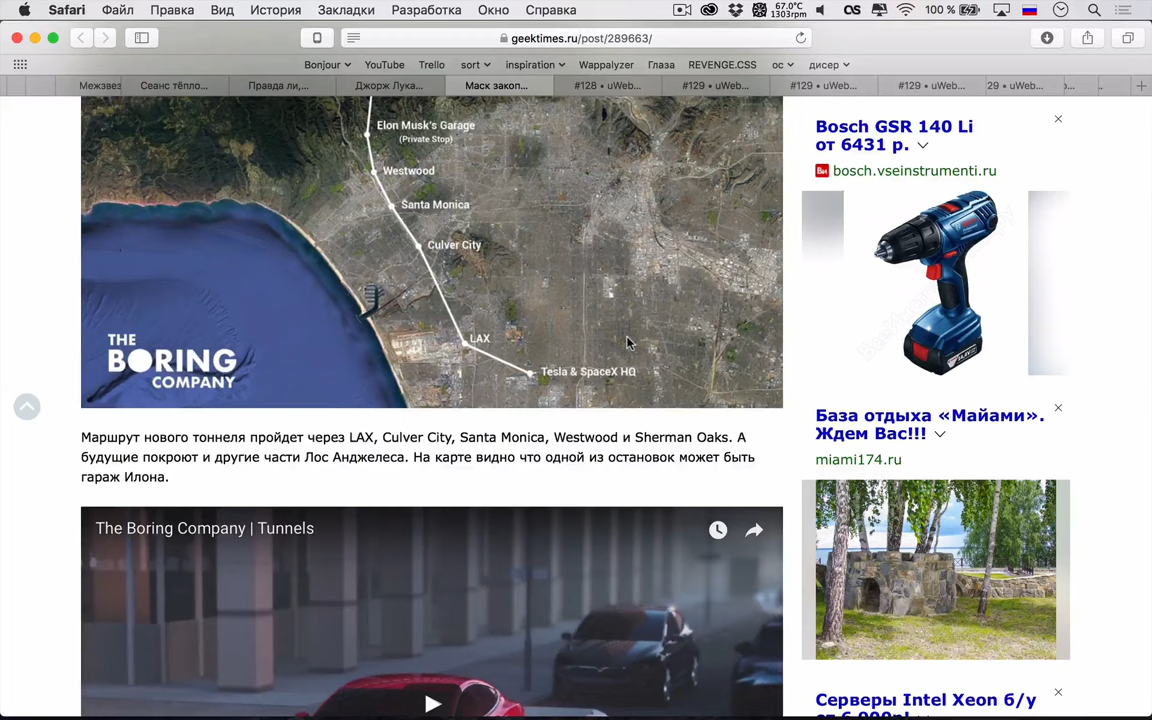 Safari Файл Правка Вид История Закладки Разработка Окно Справка 67.0°C 1303rpm 100 %
geektimes.ru/post/289663/
Bonjour YouTube Trello sort inspiration Wappalyzer Глаза REVENGE.CSS ос дисер
Межзвез Сеанс тёпло... Правда ли,... Джорж Лука... Маск закоп... #128 • uWeb... #129 • uWeb... #129 • uWeb... #129 • uWeb... 29 • uWeb...
Elon Musk's Garage
(Private Stop)
Westwood
Santa Monica
Culver City
LAX
Tesla & SpaceX HQ
THE
BORING
COMPANY
Маршрут нового тоннеля пройдет через LAX, Culver City, Santa Monica, Westwood и Sherman Oaks. А
будущие покроют и другие части Лос Анджелеса. На карте видно что одной из остановок может быть
гараж Илона.
The Boring Company | Tunnels
Bosch GSR 140 Li
от 6431 р.
Ви bosch.vseinstrumenti.ru
База отдыха «Майами».
Ждем Вас!!!
miami174.ru
Серверы Intel Xeon б/у